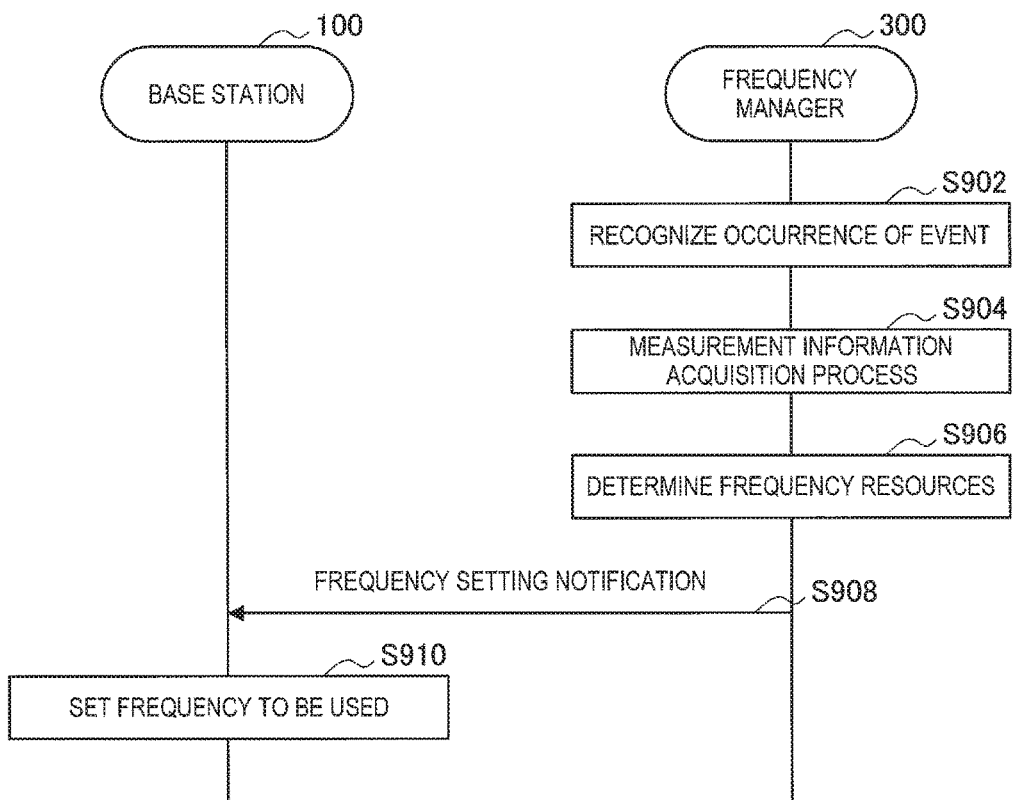 100
300
BASE STATION
FREQUENCY
MANAGER
S902
RECOGNIZE OCCURRENCE OF EVENT
S904
MEASUREMENT INFORMATION
ACQUISITION PROCESS
S906
DETERMINE FREQUENCY RESOURCES
FREQUENCY SETTING NOTIFICATION
S908
S910
SET FREQUENCY TO BE USED